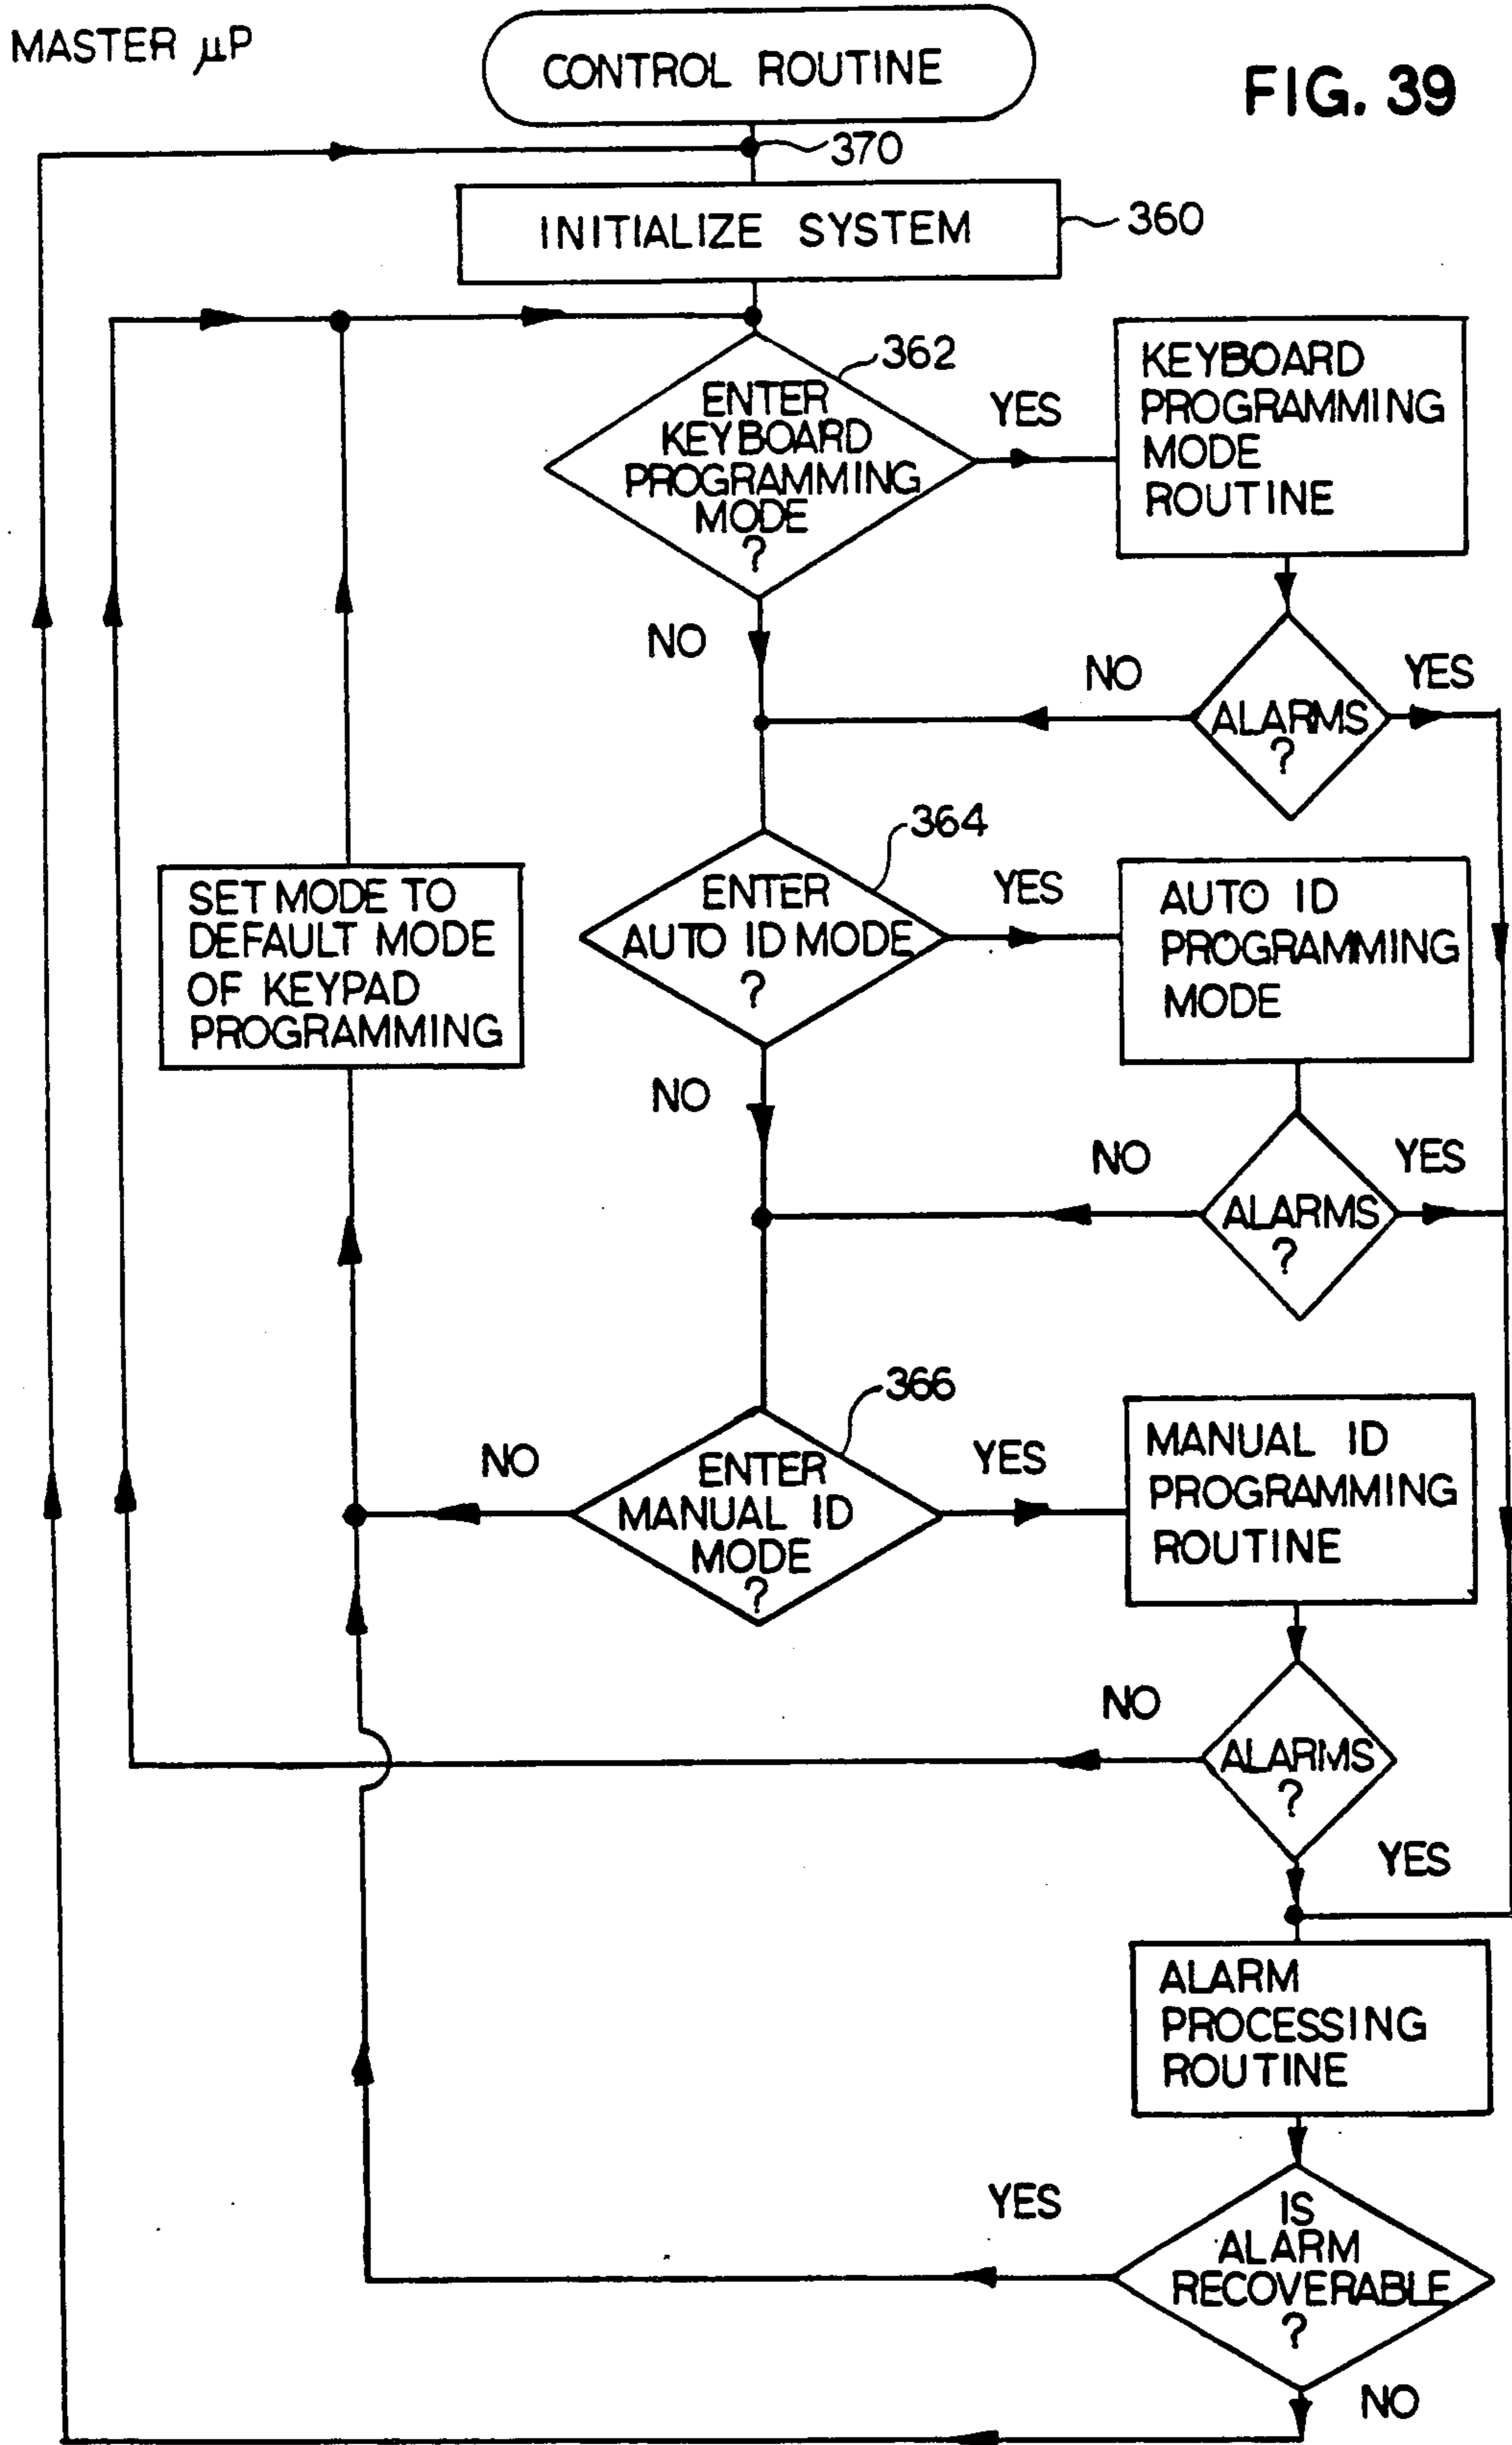 MASTER µP
CONTROL ROUTINE
FIG. 39
370
INITIALIZE SYSTEM
360
362
ENTER
KEYBOARD
PROGRAMMING
MODE
?
YES
KEYBOARD
PROGRAMMING
MODE
ROUTINE
NO
NO
ALARMS
?
YES
364
SET MODE TO
DEFAULT MODE
OF KEYPAD
PROGRAMMING
ENTER
AUTO ID MODE
?
YES
AUTO ID
PROGRAMMING
MODE
NO
NO
ALARMS
?
YES
366
NO
ENTER
MANUAL ID
MODE
?
YES
MANUAL ID
PROGRAMMING
ROUTINE
NO
ALARMS
?
YES
ALARM
PROCESSING
ROUTINE
YES
IS
ALARM
RECOVERABLE
?
NO